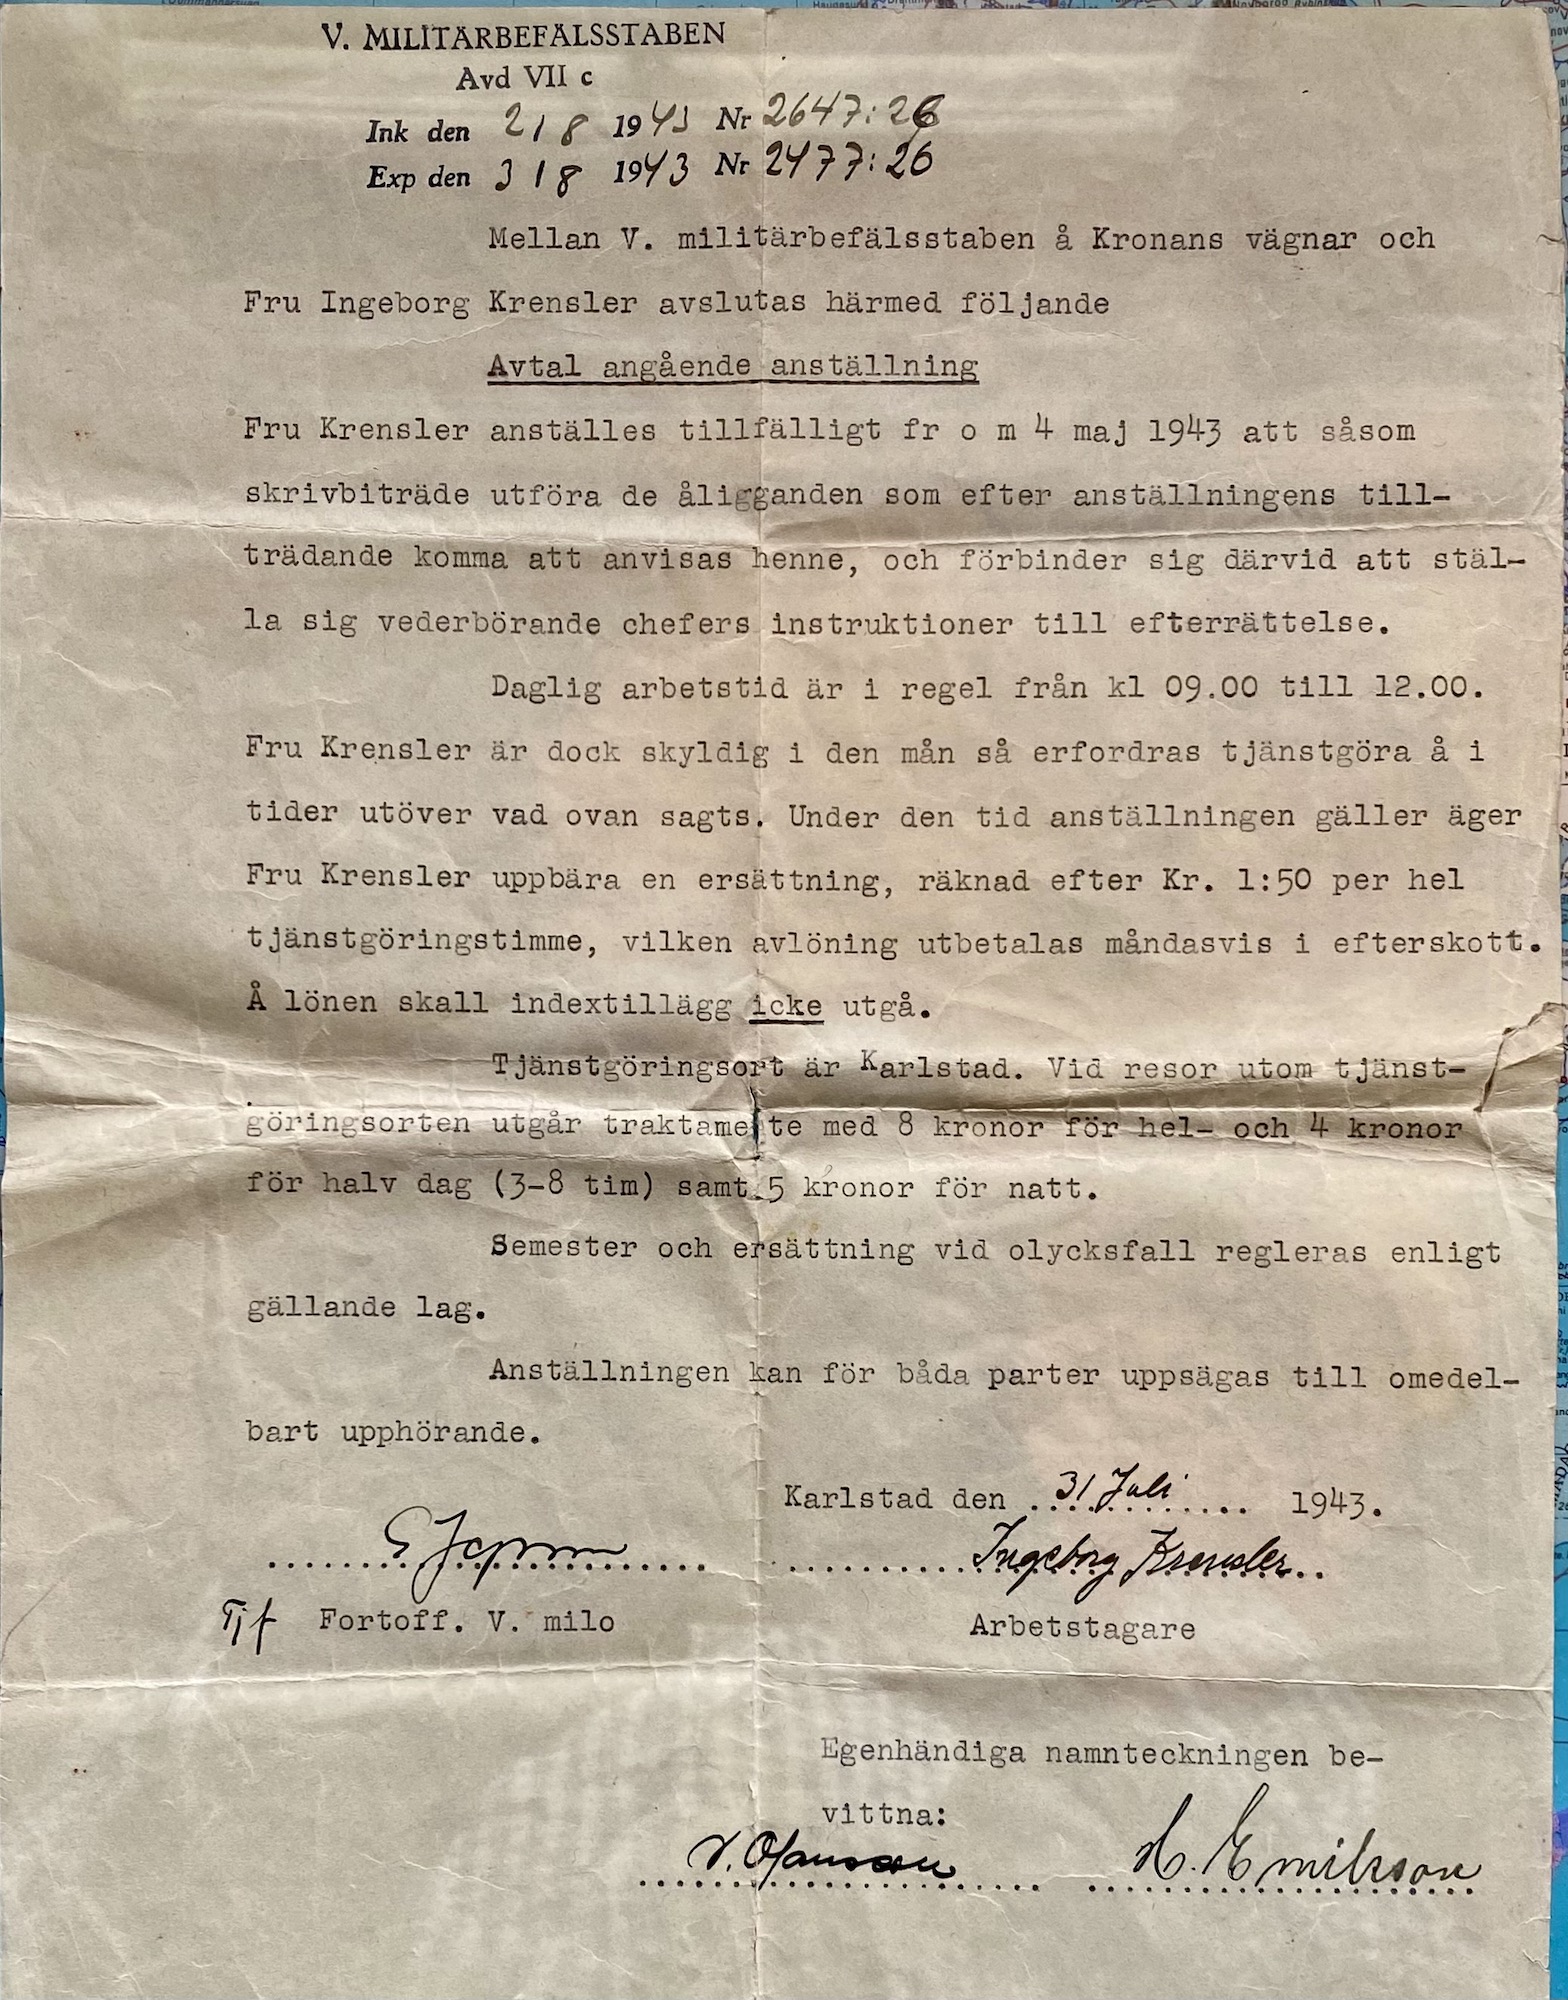 V. MILITÄRBEFÄLSSTABEN
Avd VII c
Ink den 2/8 1943 Nr 2647:26
Exp den 3/8 1943 Nr 2477:26
Mellan V. militärbefälsstaben å Kronans vägnar och
Fru Ingeborg Krensler avslutas härmed följande
Avtal angående anställning
Fru Krensler anställes tillfälligt fr o m 4 maj 1943 att såsom
skrivbiträde utföra de åligganden som efter anställningens till-
trädande komma att anvisas henne, och förbinder sig därvid att stäl-
la sig vederbörande chefers instruktioner till efterrättelse.
Daglig arbetstid är i regel från kl 09.00 till 12.00.
Fru Krensler är dock skyldig i den mån så erfordras tjänstgöra å i
tider utöver vad ovan sagts. Under den tid anställningen gäller äger
Fru Krensler uppbära en ersättning, räknad efter Kr. 1:50 per hel
tjänstgöringstimme, vilken avlöning utbetalas måndasvis i efterskott.
Å lönen skall indextillägg icke utgå.
Tjänstgöringsort är Karlstad. Vid resor utom tjänst-
göringsorten utgår traktame te med 8 kronor för hel- och 4 kronor
för halv dag (3-8 tim) samt 5 kronor för natt.
Semester och ersättning vid olycksfall regleras enligt
gällande lag.
Anställningen kan för båda parter uppsägas till omedel-
bart upphörande.
Karlstad den 31 Juli 1943.
Ingeborg Krensler
Tjf Fortoff. V. milo
Arbetstagare
Egenhändiga namnteckningen be-
vittna:
H. Emilsson